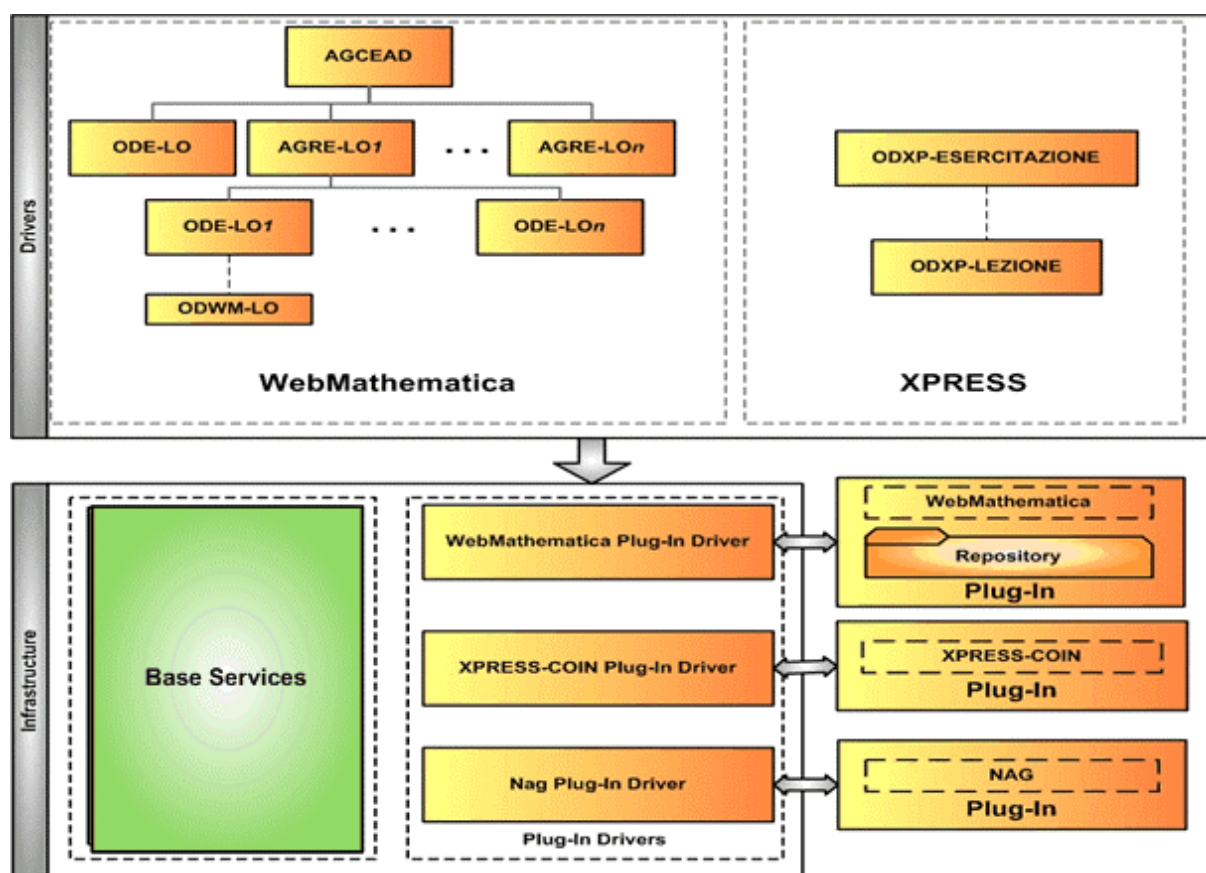 Drivers
AGCEAD
ODE-LO
AGRE-LO1
. . .
AGRE-LOn
ODE-LO1
. . .
ODE-LOn
ODWM-LO
WebMathematica
ODXP-ESERCITAZIONE
ODXP-LEZIONE
XPRESS
Infrastructure
Base Services
WebMathematica Plug-In Driver
XPRESS-COIN Plug-In Driver
Nag Plug-In Driver
Plug-In Drivers
WebMathematica
Repository
Plug-In
XPRESS-COIN
Plug-In
NAG
Plug-In